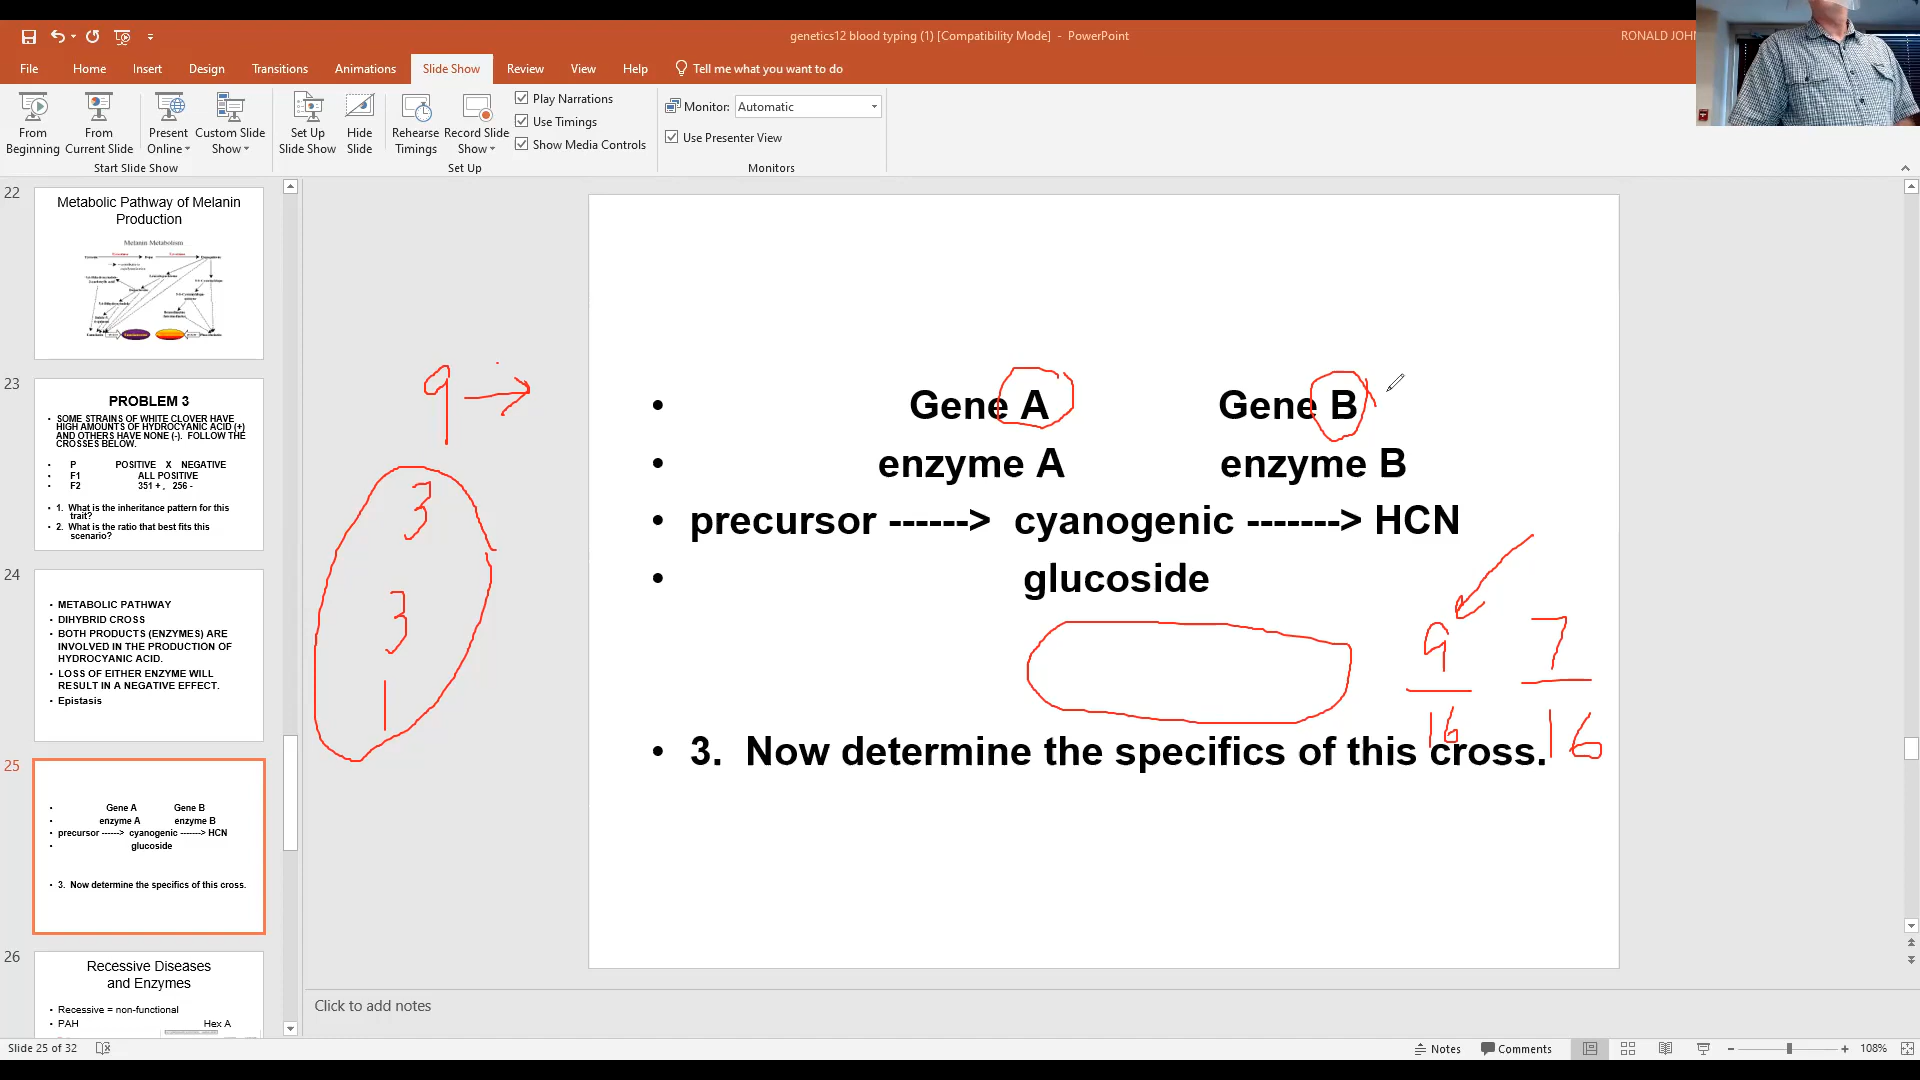 genetics12 blood typing (1) [Compatibility Mode] - PowerPoint
RONALD JOHN
File Home Insert Design Transitions Animations Slide Show Review View Help Tell me what you want to do
From Beginning
From Current Slide
Present Online
Custom Slide Show
Start Slide Show
Set Up Slide Show
Hide Slide
Rehearse Timings
Record Slide Show
Play Narrations
Use Timings
Show Media Controls
Set Up
Monitor: Automatic
Use Presenter View
Monitors
22
Metabolic Pathway of Melanin
Production
Melanin Metabolism
23
PROBLEM 3
• SOME STRAINS OF WHITE CLOVER HAVE
HIGH AMOUNTS OF HYDROCYANIC ACID (+)
AND OTHERS HAVE NONE (-). FOLLOW THE
CROSSES BELOW.
• P POSITIVE X NEGATIVE
• F1 ALL POSITIVE
• F2 351 + , 256 -
• 1. What is the inheritance pattern for this
trait?
• 2. What is the ratio that best fits this
scenario?
24
• METABOLIC PATHWAY
• DIHYBRID CROSS
• BOTH PRODUCTS (ENZYMES) ARE
INVOLVED IN THE PRODUCTION OF
HYDROCYANIC ACID.
• LOSS OF EITHER ENZYME WILL
RESULT IN A NEGATIVE EFFECT.
• Epistasis
25
• Gene A Gene B
• enzyme A enzyme B
• precursor ------> cyanogenic -------> HCN
• glucoside
• 3. Now determine the specifics of this cross.
26
Recessive Diseases
and Enzymes
• Recessive = non-functional
• PAH Hex A
9
3
3
1
• Gene A Gene B
• enzyme A enzyme B
• precursor ------> cyanogenic -------> HCN
• glucoside
9 7
16 16
• 3. Now determine the specifics of this cross.
Click to add notes
Slide 25 of 32
Notes Comments 108%